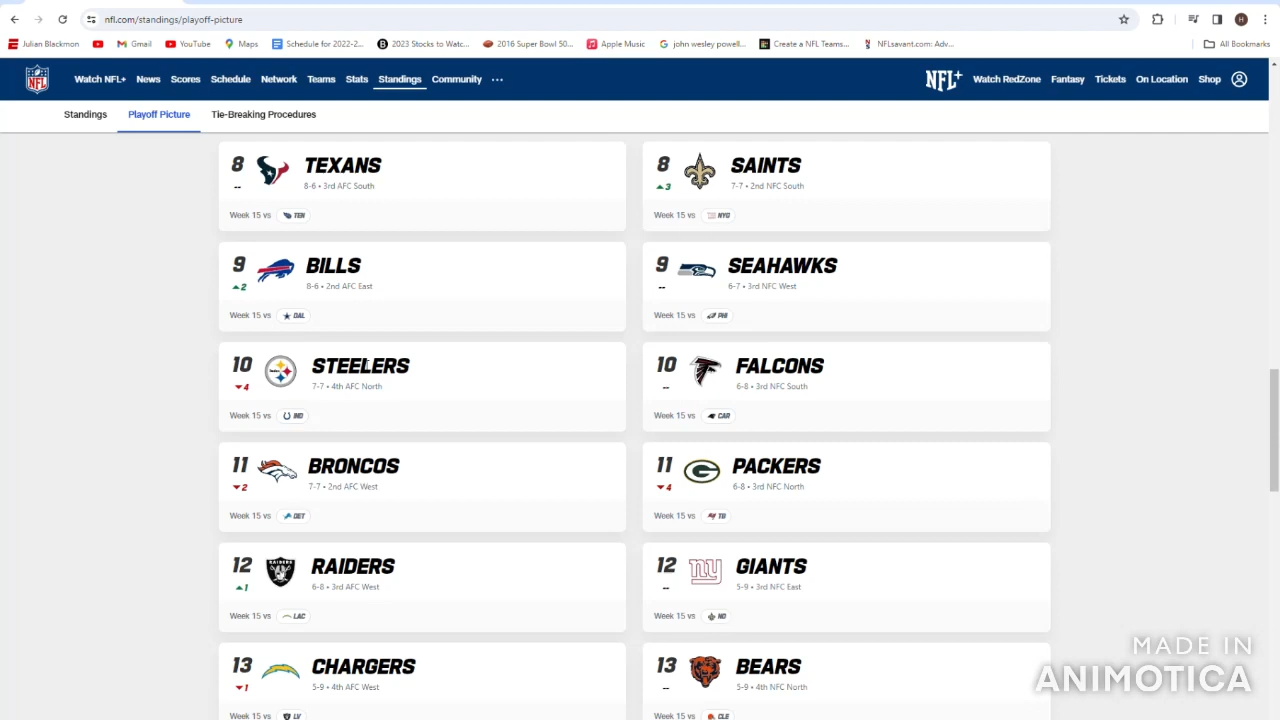 nfl.com/standings/playoff-picture
Julian Blackmon
Gmail
YouTube
Maps
Schedule for 2022-2...
2023 Stocks to Watc...
2016 Super Bowl 50...
Apple Music
john wesley powell...
Create a NFL Teams...
NFLsavant.com: Adv...
All Bookmarks
Watch NFL+ News Scores Schedule Network Teams Stats Standings Community
NFL+ Watch RedZone Fantasy Tickets On Location Shop
Standings Playoff Picture Tie-Breaking Procedures
8 TEXANS
--
8-6 • 3rd AFC South
Week 15 vs TEN
8 SAINTS
3
7-7 • 2nd NFC South
Week 15 vs NYG
9 BILLS
2
8-6 • 2nd AFC East
Week 15 vs DAL
9 SEAHAWKS
--
6-7 • 3rd NFC West
Week 15 vs PHI
10 STEELERS
4
7-7 • 4th AFC North
Week 15 vs IND
10 FALCONS
--
6-8 • 3rd NFC South
Week 15 vs CAR
11 BRONCOS
2
7-7 • 2nd AFC West
Week 15 vs DET
11 PACKERS
4
6-8 • 3rd NFC North
Week 15 vs TB
12 RAIDERS
1
6-8 • 3rd AFC West
Week 15 vs LAC
12 GIANTS
--
5-9 • 3rd NFC East
Week 15 vs NO
13 CHARGERS
1
5-9 • 4th AFC West
Week 15 vs LV
13 BEARS
--
5-9 • 4th NFC North
Week 15 vs CLE
MADE IN
ANIMOTICA